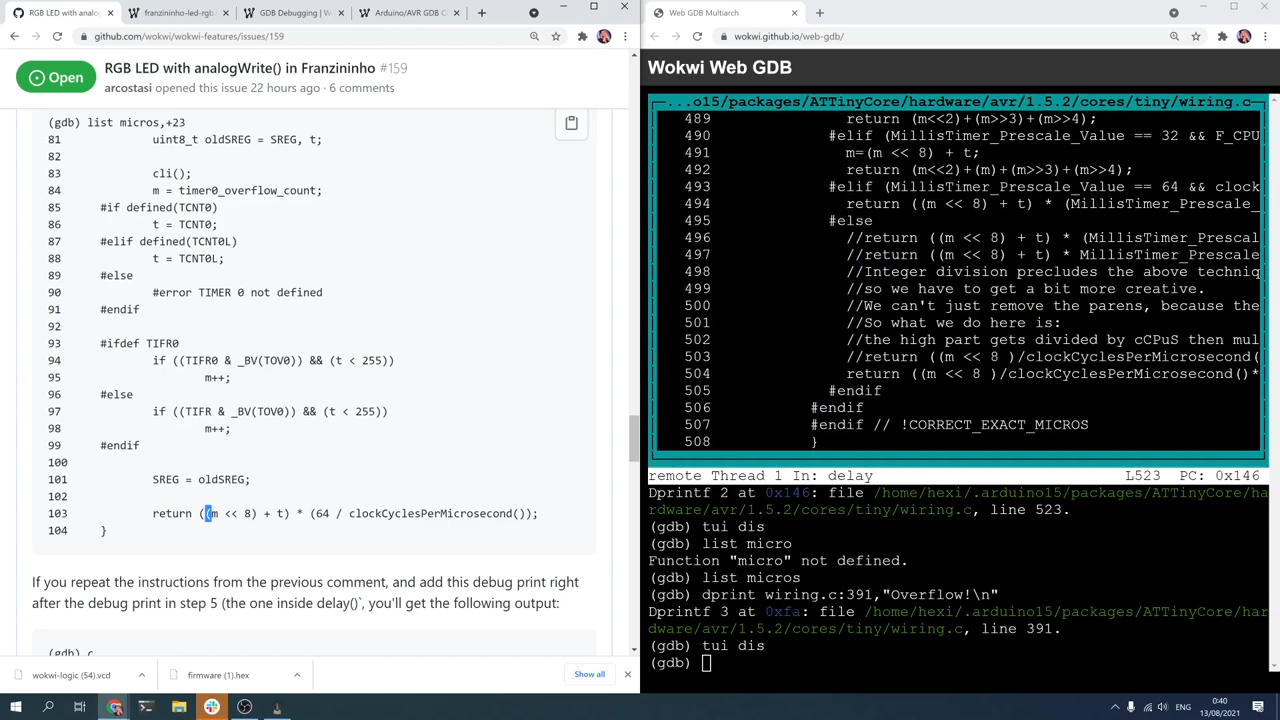 RGB LED with analog
franzininho-led-rgb
GDB Debugging | W
Arduino/AVR GDB C
github.com/wokwi/wokwi-features/issues/159
Open
RGB LED with analogWrite() in Franzininho #159
arcostasi opened this issue 22 hours ago · 6 comments
(gdb) list micros,+23
81 uint8_t oldSREG = SREG, t;
82
83 cli();
84 m = timer0_overflow_count;
85 #if defined(TCNT0)
86 t = TCNT0;
87 #elif defined(TCNT0L)
88 t = TCNT0L;
89 #else
90 #error TIMER 0 not defined
91 #endif
92
93 #ifdef TIFR0
94 if ((TIFR0 & _BV(TOV0)) && (t < 255))
95 m++;
96 #else
97 if ((TIFR & _BV(TOV0)) && (t < 255))
98 m++;
99 #endif
100
101 SREG = oldSREG;
102
103 return ((m << 8) + t) * (64 / clockCyclesPerMicrosecond());
104 }
If you repeat the instructions from the previous comment, and add this debug print right
after the debug print in step 5 (the one inside delay()`, you'll get the following output:
(gdb) c
wokwi-logic (54).vcd
firmware (1).hex
Show all
Web GDB Multiarch
wokwi.github.io/web-gdb/
Wokwi Web GDB
...o15/packages/ATTinyCore/hardware/avr/1.5.2/cores/tiny/wiring.c
489 return (m<<2)+(m>>3)+(m>>4);
490 #elif (MillisTimer_Prescale_Value == 32 && F_CPU
491 m=(m << 8) + t;
492 return (m<<2)+(m)+(m>>3)+(m>>4);
493 #elif (MillisTimer_Prescale_Value == 64 && clock
494 return ((m << 8) + t) * (MillisTimer_Prescale_
495 #else
496 //return ((m << 8) + t) * (MillisTimer_Prescal
497 //return ((m << 8) + t) * MillisTimer_Prescale
498 //Integer division precludes the above techniq
499 //so we have to get a bit more creative.
500 //We can't just remove the parens, because the
501 //So what we do here is:
502 //the high part gets divided by cCPuS then mul
503 //return ((m << 8 )/clockCyclesPerMicrosecond(
504 return ((m << 8 )/clockCyclesPerMicrosecond()*
505 #endif
506 #endif
507 #endif // !CORRECT_EXACT_MICROS
508 }
remote Thread 1 In: delay L523 PC: 0x146
Dprintf 2 at 0x146: file /home/hexi/.arduino15/packages/ATTinyCore/ha
rdware/avr/1.5.2/cores/tiny/wiring.c, line 523.
(gdb) tui dis
(gdb) list micro
Function "micro" not defined.
(gdb) list micros
(gdb) dprint wiring.c:391,"Overflow!\n"
Dprintf 3 at 0xfa: file /home/hexi/.arduino15/packages/ATTinyCore/har
dware/avr/1.5.2/cores/tiny/wiring.c, line 391.
(gdb) tui dis
(gdb)
ENG
0:40
13/08/2021